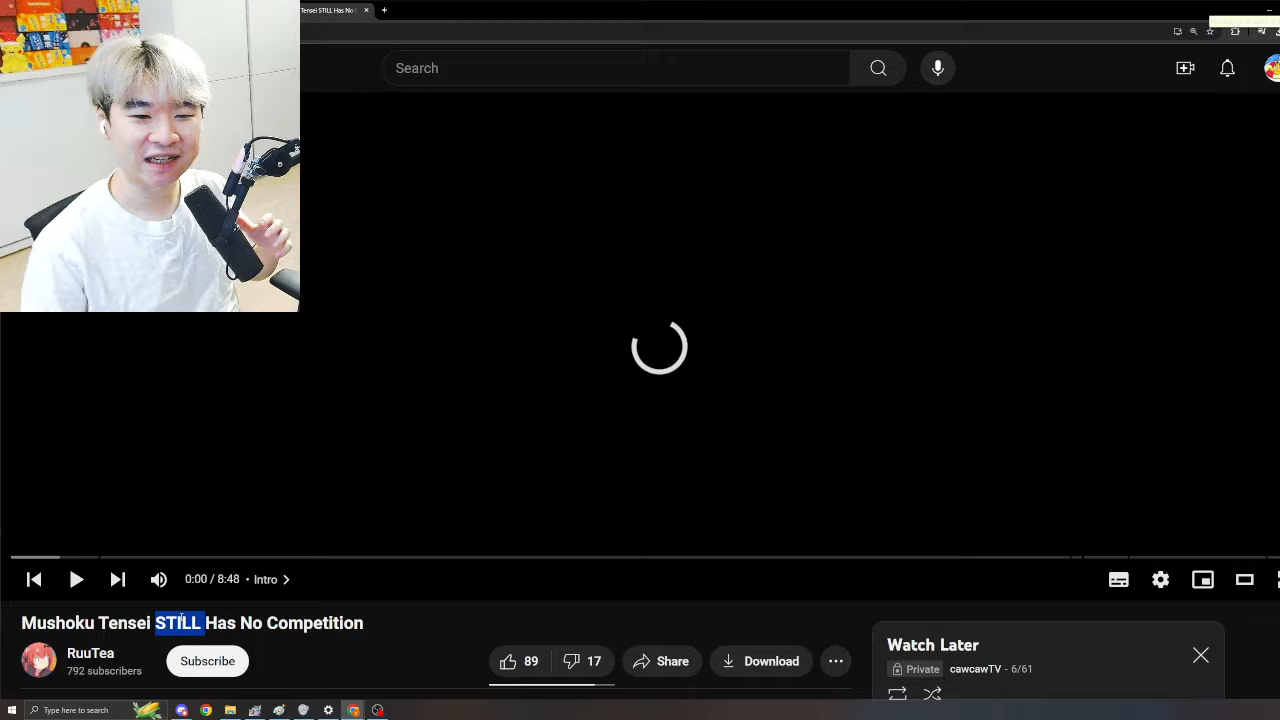 Tensei STILL Has No C
Search
0:00 / 8:48 • Intro
Mushoku Tensei STILL Has No Competition
RuuTea
792 subscribers
Subscribe
89
17
Share
Download
Watch Later
Private
cawcawTV - 6/61
Type here to search